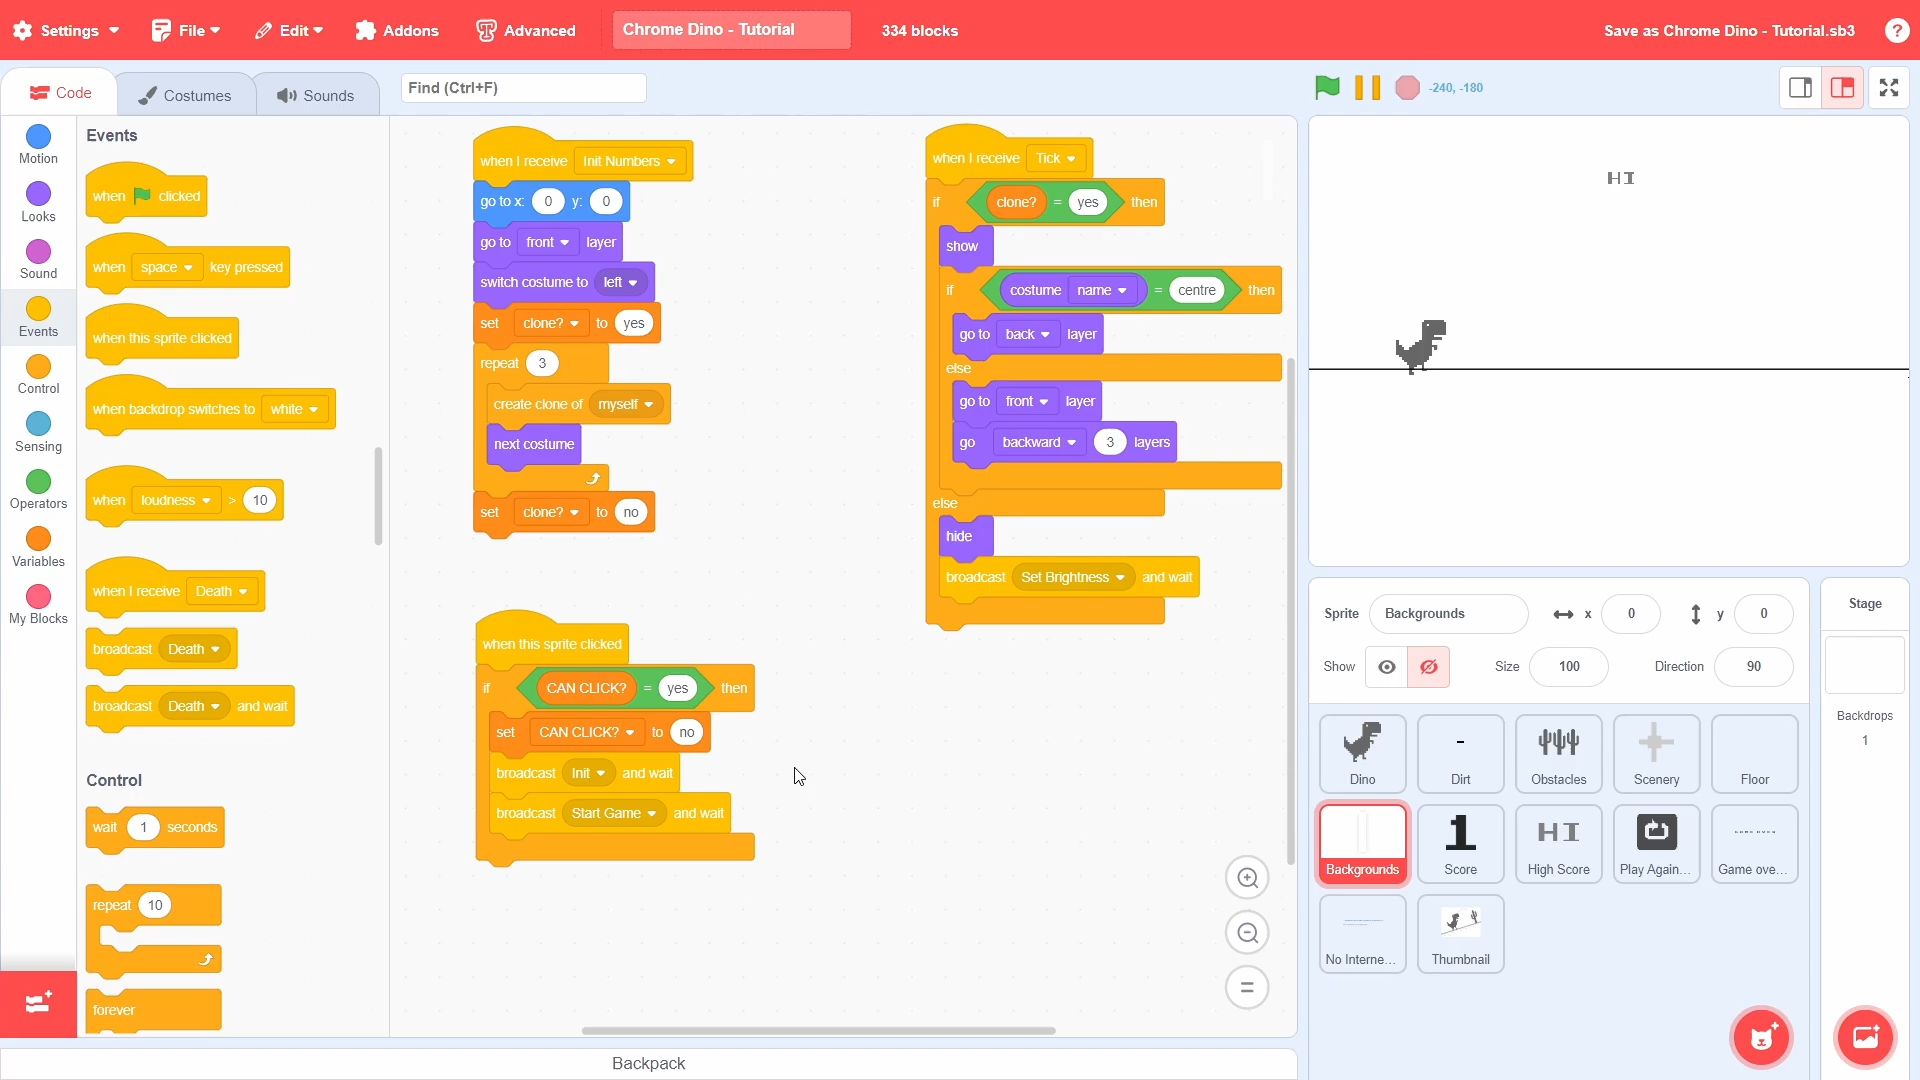 Settings File Edit Addons Advanced Chrome Dino - Tutorial 334 blocks Save as Chrome Dino - Tutorial.sb3 ?
Code Costumes Sounds Find (Ctrl+F) -240, -180
Motion
Looks
Sound
Events
Control
Sensing
Operators
Variables
My Blocks
Events
when clicked
when space key pressed
when this sprite clicked
when backdrop switches to white
when loudness > 10
when I receive Death
broadcast Death
broadcast Death and wait
Control
wait 1 seconds
repeat 10
forever
when I receive Init Numbers
go to x: 0 y: 0
go to front layer
switch costume to left
set clone? to yes
repeat 3
create clone of myself
next costume
set clone? to no
when this sprite clicked
if CAN CLICK? = yes then
set CAN CLICK? to no
broadcast Init and wait
broadcast Start Game and wait
when I receive Tick
if clone? = yes then
show
if costume name = centre then
go to back layer
else
go to front layer
go backward 3 layers
else
hide
broadcast Set Brightness and wait
HI
Sprite Backgrounds x 0 y 0
Show Size 100 Direction 90
Dino Dirt Obstacles Scenery Floor
1 HI
Backgrounds Score High Score Play Again... Game ove...
No Interne... Thumbnail
Stage
Backdrops
1
Backpack